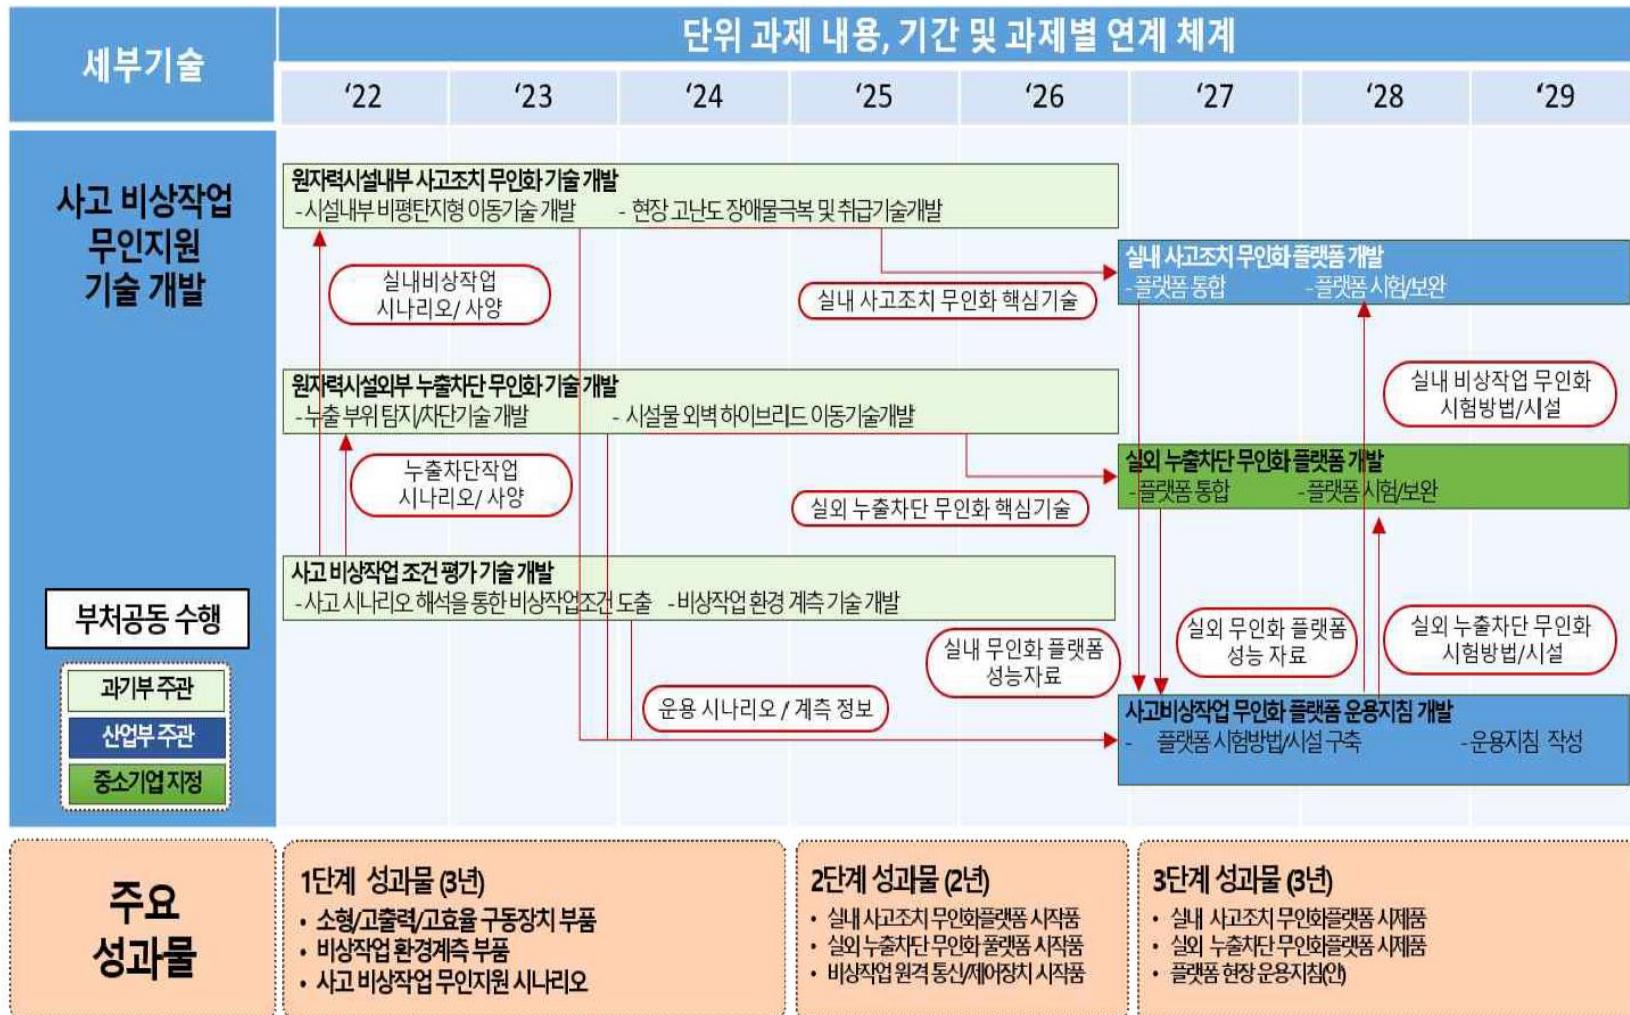 세부기술
단위 과제 내용, 기간 및 과제별 연계 체계
‘22
‘23
‘24
‘25
‘26
‘27
‘28
‘29
사고 비상작업
무인지원
기술 개발
원자력시설내부 사고조치 무인화 기술 개발
- 시설내부 비평탄지형 이동기술 개발 - 현장 고난도 장애물극복 및 취급기술개발
실내비상작업
시나리오/ 사양
실내 사고조치 무인화 핵심기술
실내 사고조치 무인화 플랫폼 개발
- 플랫폼 통합 - 플랫폼 시험/보완
원자력시설외부 누출차단 무인화 기술 개발
- 누출 부위 탐지/차단기술 개발 - 시설물 외벽 하이브리드 이동기술개발
실내 비상작업 무인화
시험방법/시설
누출차단작업
시나리오/ 사양
실외 누출차단 무인화 핵심기술
실외 누출차단 무인화 플랫폼 개발
- 플랫폼 통합 - 플랫폼 시험/보완
사고 비상작업 조건 평가 기술 개발
- 사고 시나리오 해석을 통한 비상작업조건 도출 - 비상작업 환경 계측 기술 개발
부처공동 수행
과기부 주관
산업부 주관
중소기업 지정
실내 무인화 플랫폼
성능자료
실외 무인화 플랫폼
성능 자료
실외 누출차단 무인화
시험방법/시설
운용 시나리오 / 계측 정보
사고비상작업 무인화 플랫폼 운용지침 개발
- 플랫폼 시험방법/시설 구축 - 운용지침 작성
주요
성과물
1단계 성과물 (3년)
• 소형/고출력/고효율 구동장치 부품
• 비상작업 환경계측 부품
• 사고 비상작업 무인지원 시나리오
2단계 성과물 (2년)
• 실내 사고조치 무인화플랫폼 시작품
• 실외 누출차단 무인화 풀랫폼 시작품
• 비상작업 원격 통신/제어장치 시작품
3단계 성과물 (3년)
• 실내 사고조치 무인화플랫폼 시제품
• 실외 누출차단 무인화플랫폼 시제품
• 플랫폼 현장 운용지침(안)